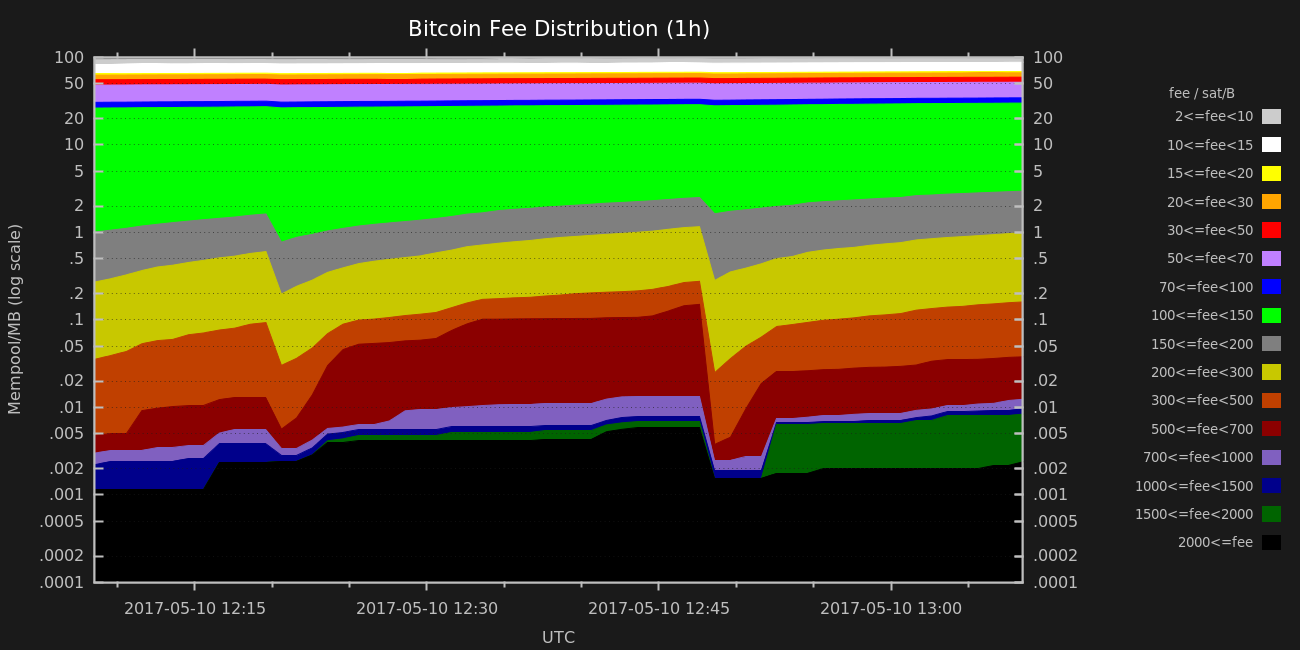 Bitcoin Fee Distribution (1h)
Mempool/MB (log scale)
100
50
20
10
5
2
1
.5
.2
.1
.05
.02
.01
.005
.002
.001
.0005
.0002
.0001
100
50
20
10
5
2
1
.5
.2
.1
.05
.02
.01
.005
.002
.001
.0005
.0002
.0001
2017-05-10 12:15
2017-05-10 12:30
2017-05-10 12:45
2017-05-10 13:00
UTC
fee / sat/B
2<=fee<10
10<=fee<15
15<=fee<20
20<=fee<30
30<=fee<50
50<=fee<70
70<=fee<100
100<=fee<150
150<=fee<200
200<=fee<300
300<=fee<500
500<=fee<700
700<=fee<1000
1000<=fee<1500
1500<=fee<2000
2000<=fee